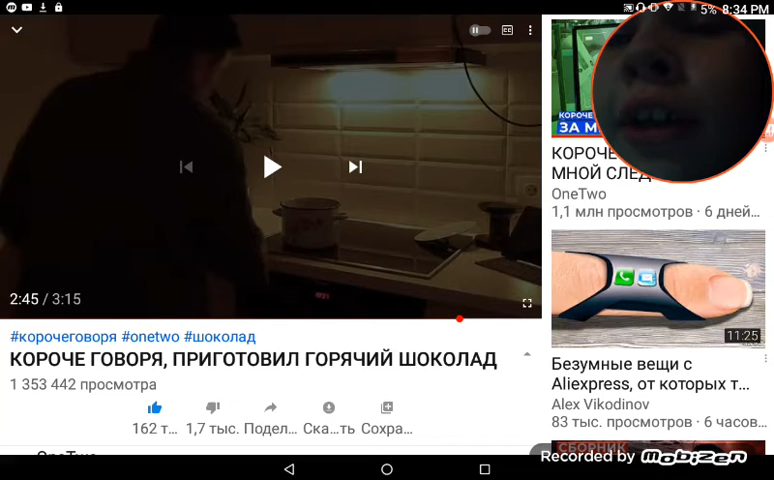 5% 8:34 PM
CC
2:45 / 3:15
#корочеговоря #onetwo #шоколад
КОРОЧЕ ГОВОРЯ, ПРИГОТОВИЛ ГОРЯЧИЙ ШОКОЛАД
1 353 442 просмотра
162 т... 1,7 тыс. Подел... Ска...ть Сохра...
КОРОЧЕ
ЗА М
КОРОЧЕ
МНОЙ СЛЕД
OneTwo
1,1 млн просмотров · 6 дней...
11:25
Безумные вещи с
Aliexpress, от которых т...
Alex Vikodinov
83 тыс. просмотров · 6 часов...
СБОРНИК
OneTwo
Recorded by Mobizen